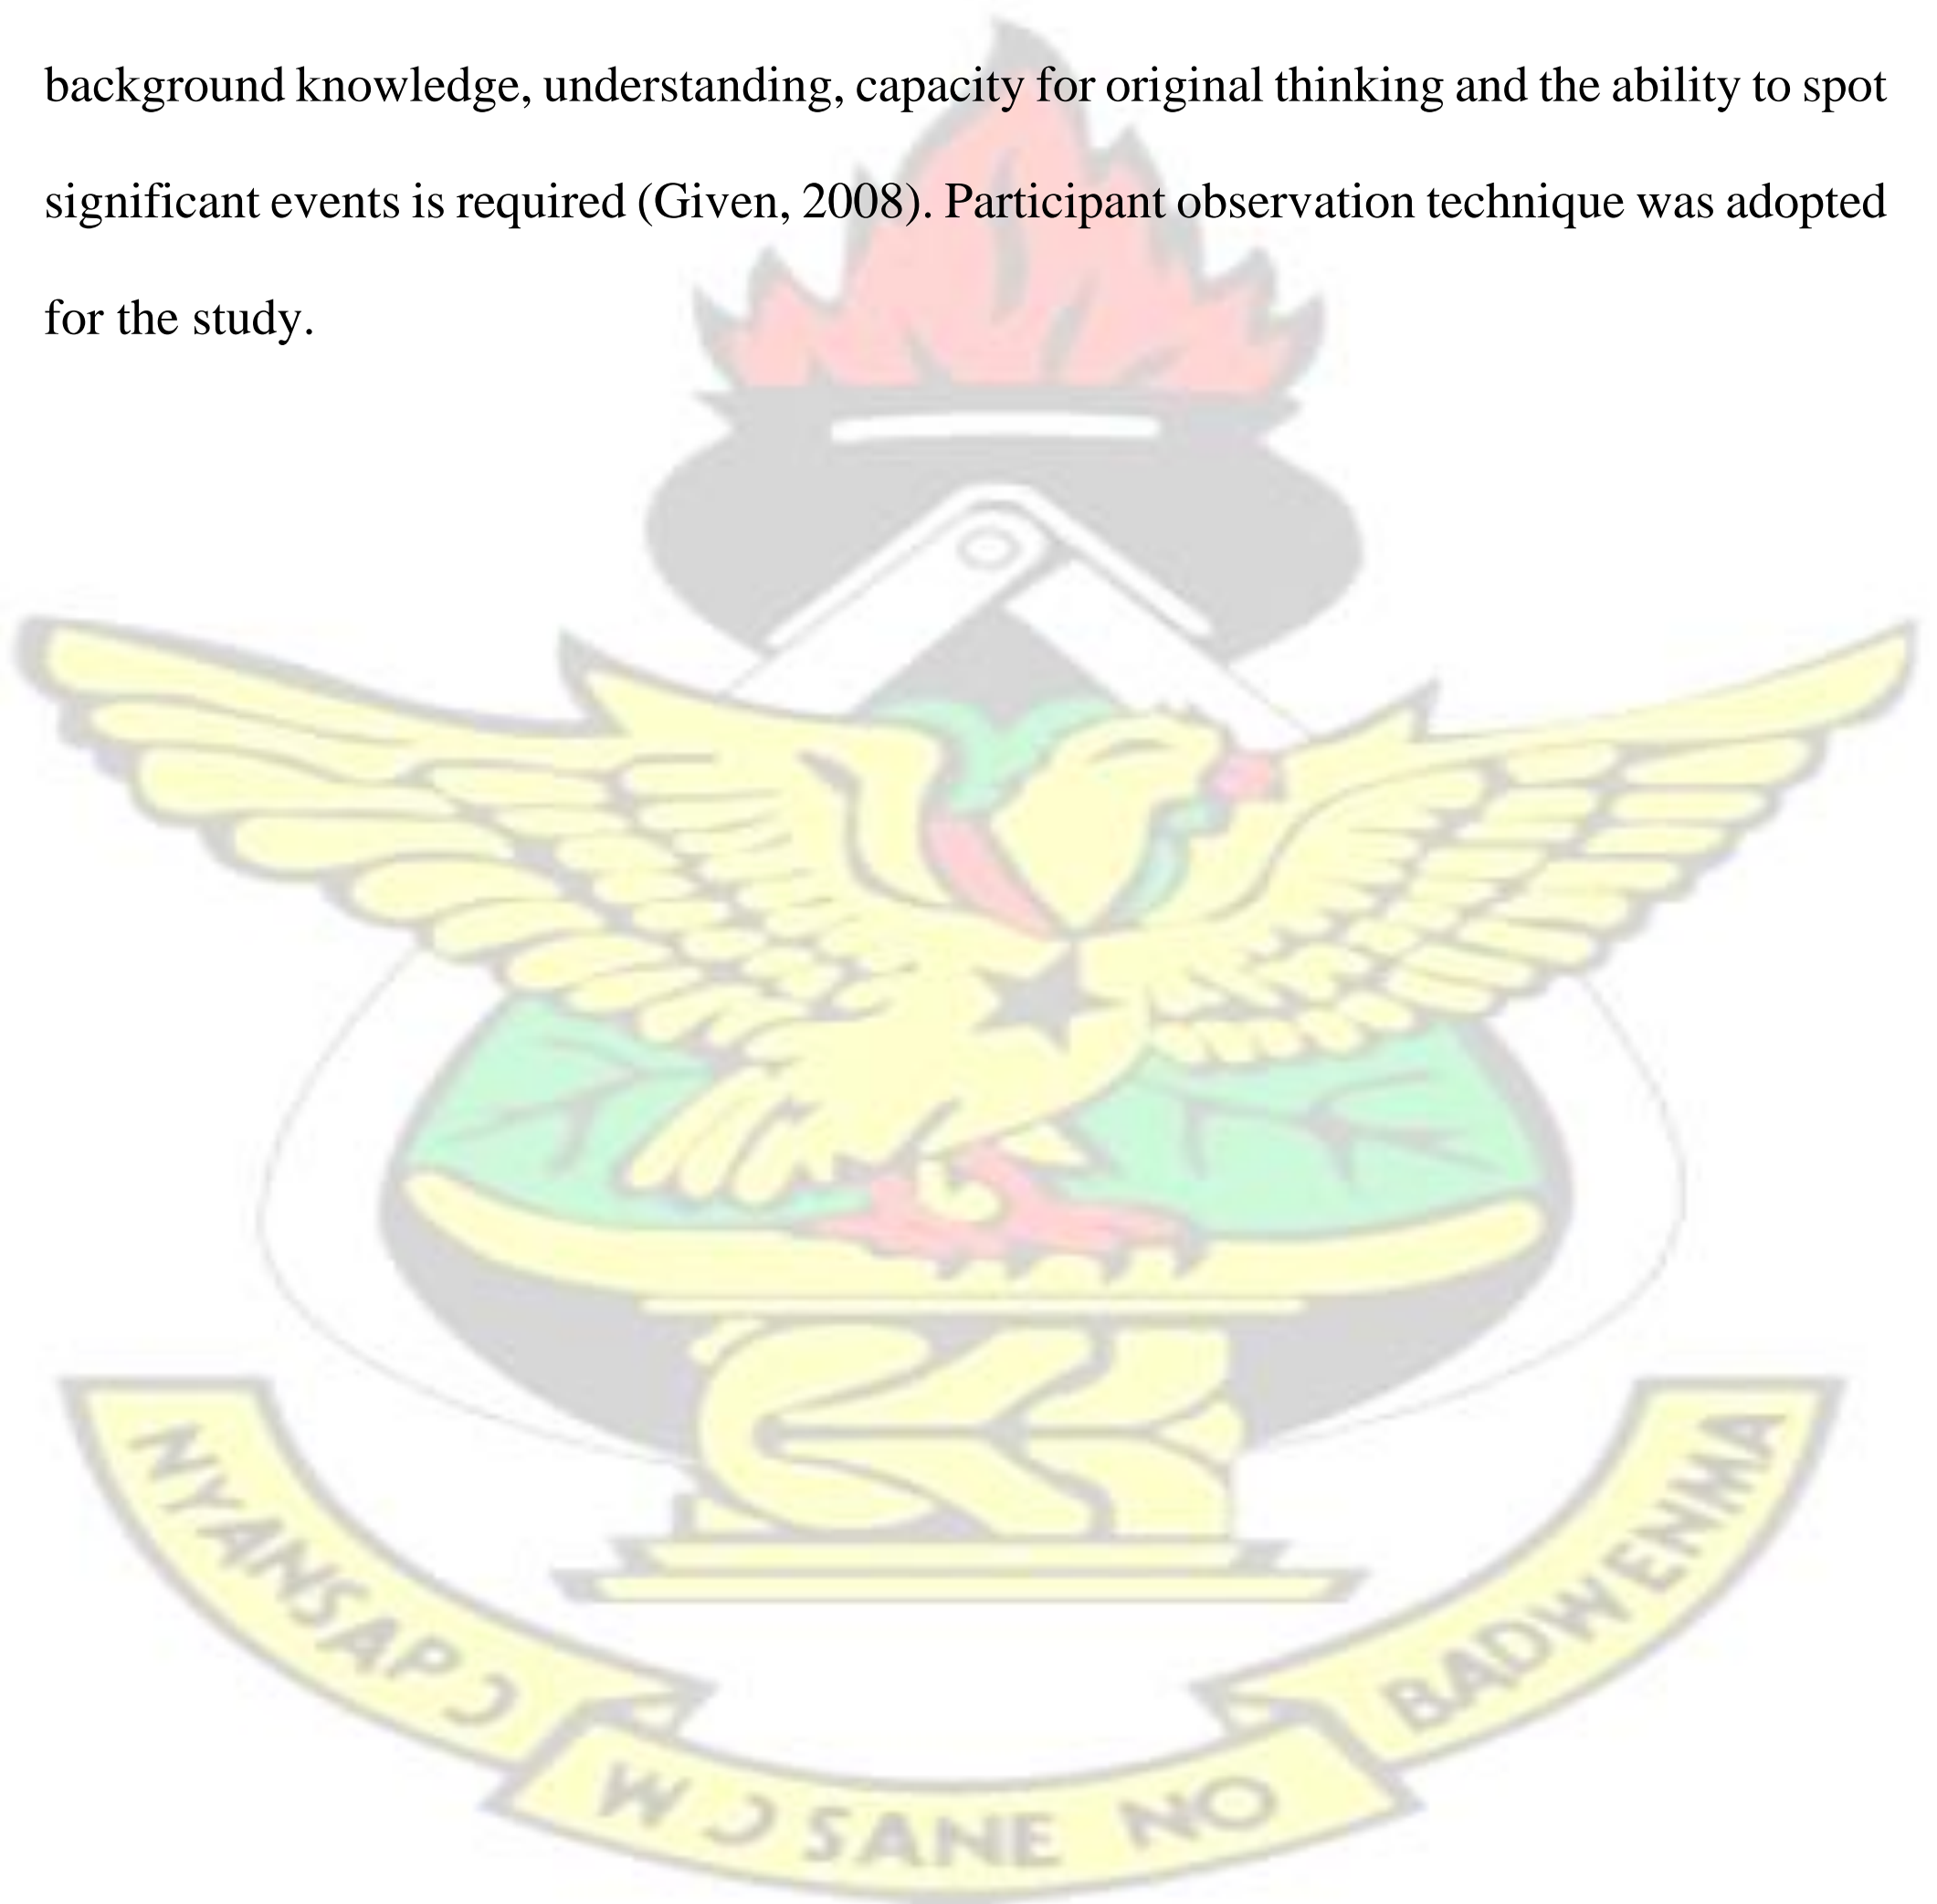 background knowledge, understanding, capacity for original thinking and the ability to spot
significant events is required (Given, 2008). Participant observation technique was adopted
for the study.
NYANSAPƆ
WƆSANE NO
BADWENMA